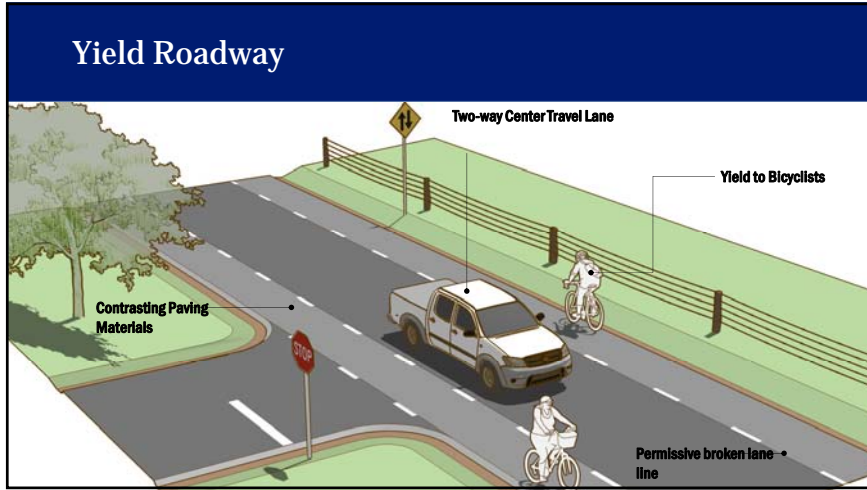 Yield Roadway
Two-way Center Travel Lane
Yield to Bicyclists
Contrasting Paving
Materials
STOP
Permissive broken lane
line